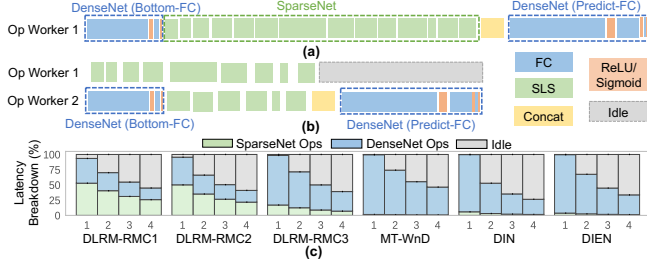 DenseNet (Bottom-FC) SparseNet DenseNet (Predict-FC)
Op Worker 1
(a)
Op Worker 1
Op Worker 2
DenseNet (Bottom-FC) (b) DenseNet (Predict-FC)
FC
SLS
Concat
ReLU/
Sigmoid
Idle
SparseNet Ops DenseNet Ops Idle
Latency
Breakdown (%)
100
75
50
25
0
1 2 3 4 1 2 3 4 1 2 3 4 1 2 3 4 1 2 3 4 1 2 3 4
DLRM-RMC1 DLRM-RMC2 DLRM-RMC3 MT-WnD DIN DIEN
(c)